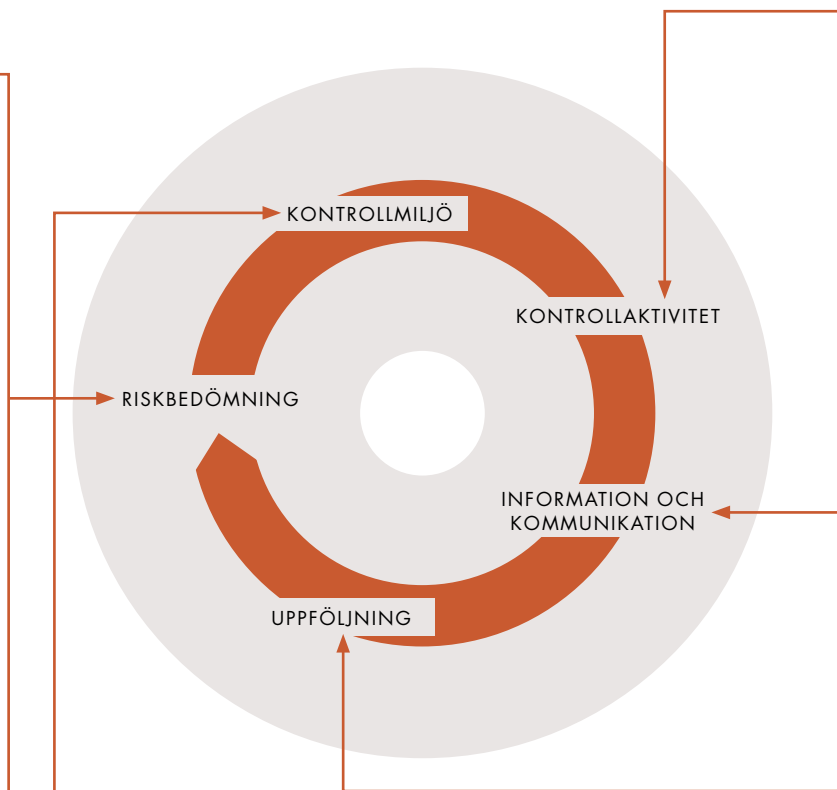 KONTROLLMILJÖ
KONTROLLAKTIVITET
RISKBEDÖMNING
INFORMATION OCH
KOMMUNIKATION
UPPFÖLJNING